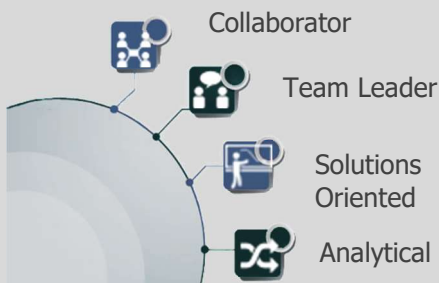 Collaborator
Team Leader
Solutions
Oriented
Analytical